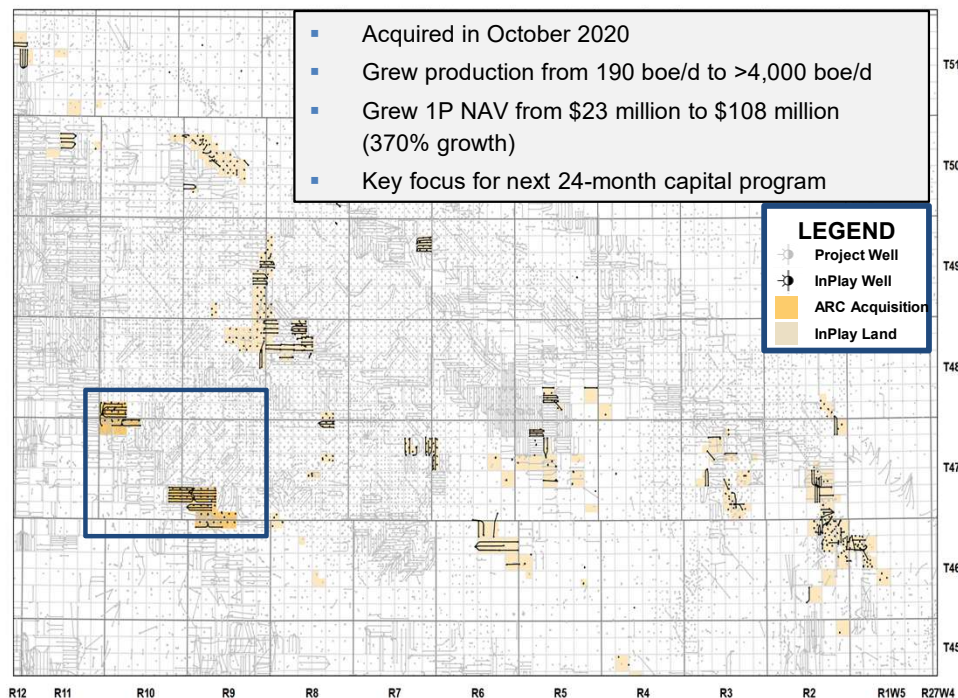 ▪ Acquired in October 2020
▪ Grew production from 190 boe/d to >4,000 boe/d
▪ Grew 1P NAV from $23 million to $108 million
(370% growth)
▪ Key focus for next 24-month capital program
LEGEND
Project Well
InPlay Well
ARC Acquisition
InPlay Land
T51
T50
T49
T48
T47
T46
T45
R12 R11 R10 R9 R8 R7 R6 R5 R4 R3 R2 R1W5 R27W4